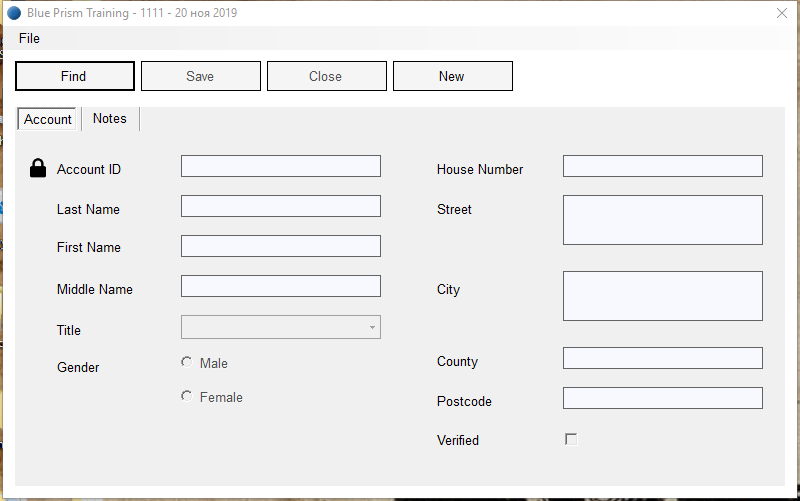 Blue Prism Training - 1111 - 20 ноя 2019
File
Find Save Close New
Account Notes
Account ID
Last Name
First Name
Middle Name
Title
Gender
Male
Female
House Number
Street
City
County
Postcode
Verified